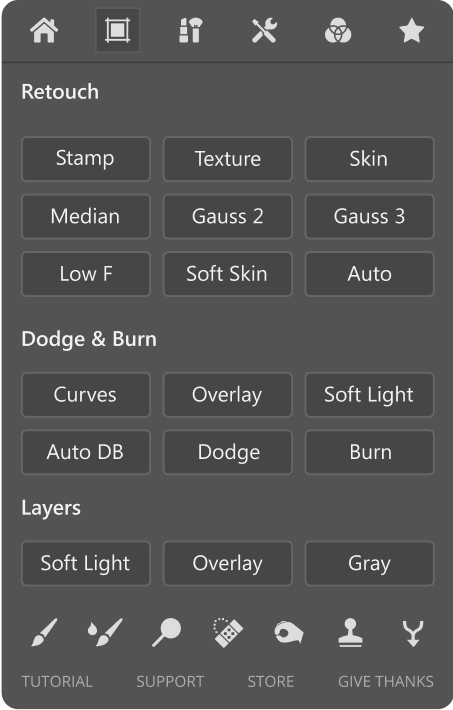 Retouch
Stamp Texture Skin
Median Gauss 2 Gauss 3
Low F Soft Skin Auto
Dodge & Burn
Curves Overlay Soft Light
Auto DB Dodge Burn
Layers
Soft Light Overlay Gray
TUTORIAL SUPPORT STORE GIVE THANKS